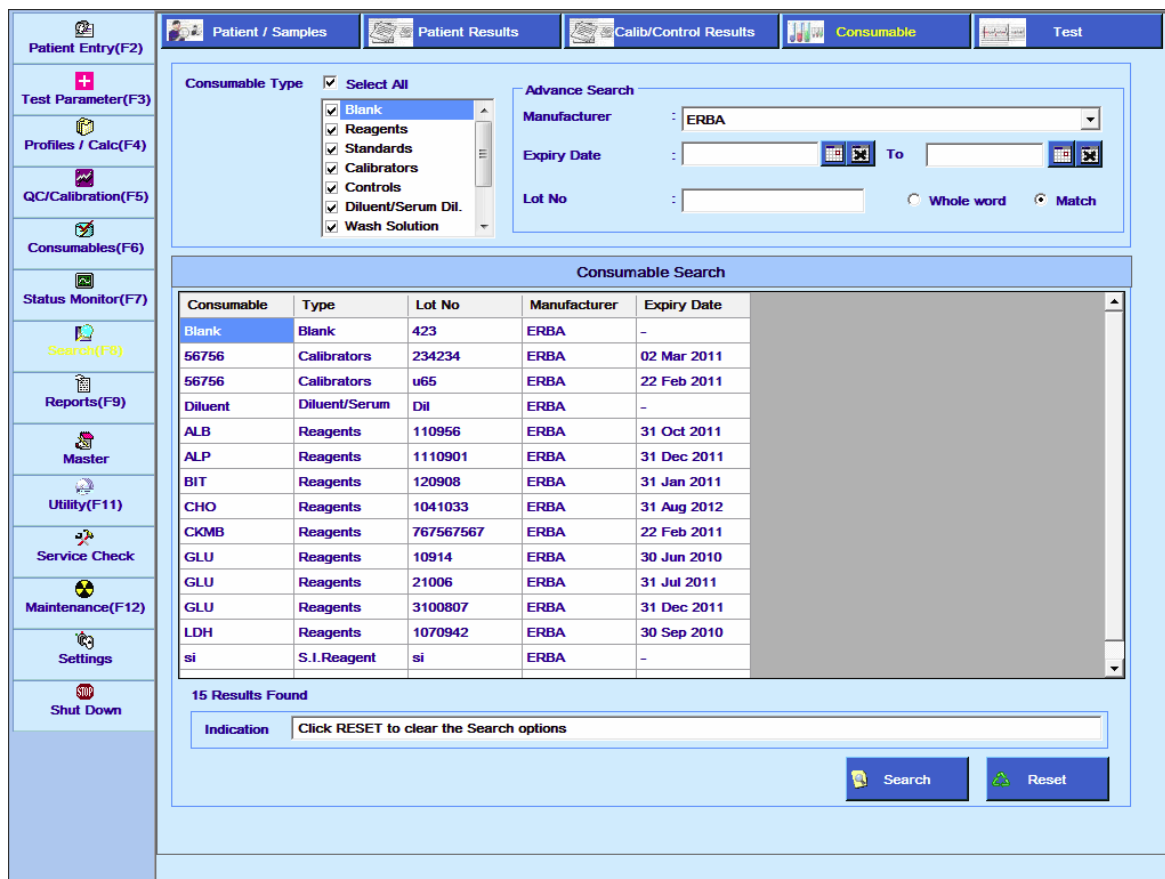 Patient Entry(F2)
Test Parameter(F3)
Profiles / Calc(F4)
QC/Calibration(F5)
Consumables(F6)
Status Monitor(F7)
Search(F8)
Reports(F9)
Master
Utility(F11)
Service Check
Maintenance(F12)
Settings
STOP
Shut Down
Patient / Samples Patient Results Calib/Control Results Consumable Test
Consumable Type Select All
Blank
Reagents
Standards
Calibrators
Controls
Diluent/Serum Dil.
Wash Solution
Advance Search
Manufacturer : ERBA
Expiry Date : To
Lot No : Whole word Match
Consumable Search
Consumable Type Lot No Manufacturer Expiry Date
Blank Blank 423 ERBA -
56756 Calibrators 234234 ERBA 02 Mar 2011
56756 Calibrators u65 ERBA 22 Feb 2011
Diluent Diluent/Serum Dil ERBA -
ALB Reagents 110956 ERBA 31 Oct 2011
ALP Reagents 1110901 ERBA 31 Dec 2011
BIT Reagents 120908 ERBA 31 Jan 2011
CHO Reagents 1041033 ERBA 31 Aug 2012
CKMB Reagents 767567567 ERBA 22 Feb 2011
GLU Reagents 10914 ERBA 30 Jun 2010
GLU Reagents 21006 ERBA 31 Jul 2011
GLU Reagents 3100807 ERBA 31 Dec 2011
LDH Reagents 1070942 ERBA 30 Sep 2010
si S.I.Reagent si ERBA -
15 Results Found
Indication Click RESET to clear the Search options
Search Reset